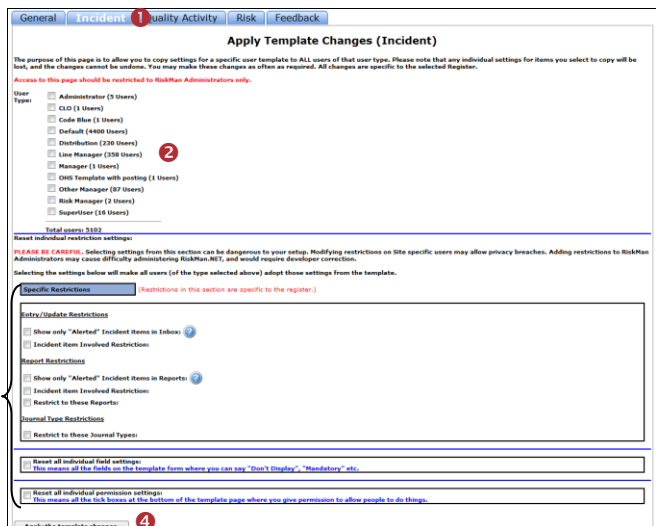 General Incident 1 uality Activity Risk Feedback
Apply Template Changes (Incident)
The purpose of this page is to allow you to copy settings for a specific user template to ALL users of that user type. Please note that any individual settings for items you select to copy will be
lost, and the changes cannot be undone. You may make these changes as often as required. All changes are specific to the selected Register.
Access to this page should be restricted to RiskMan Administrators only.
User
Type:
Administrator (5 Users)
CLO (1 Users)
Code Blue (1 Users)
Default (4400 Users)
Distribution (230 Users)
Line Manager (358 Users)
2
Manager (1 Users)
OHS Template with posting (1 Users)
Other Manager (87 Users)
Risk Manager (2 Users)
SuperUser (16 Users)
Total users: 5102
Reset individual restriction settings:
PLEASE BE CAREFUL. Selecting settings from this section can be dangerous to your setup. Modifying restrictions on Site specific users may allow privacy breaches. Adding restrictions to RiskMan
Administrators may cause difficulty administering RiskMan.NET, and would require developer correction.
Selecting the settings below will make all users (of the type selected above) adopt those settings from the template.
Specific Restrictions (Restrictions in this section are specific to the register.)
Entry/Update Restrictions
Show only "Alerted" Incident items in Inbox: ?
Incident item Involved Restriction:
Report Restrictions
Show only "Alerted" Incident items in Reports: ?
Incident item Involved Restriction:
Restrict to these Reports:
Journal Type Restrictions
Restrict to these Journal Types:
Reset all individual field settings:
This means all the fields on the template form where you can say "Don't Display", "Mandatory" etc.
Reset all individual permission settings:
This means all the tick boxes at the bottom of the template page where you give permission to allow people to do things.
Apply the template changes 4